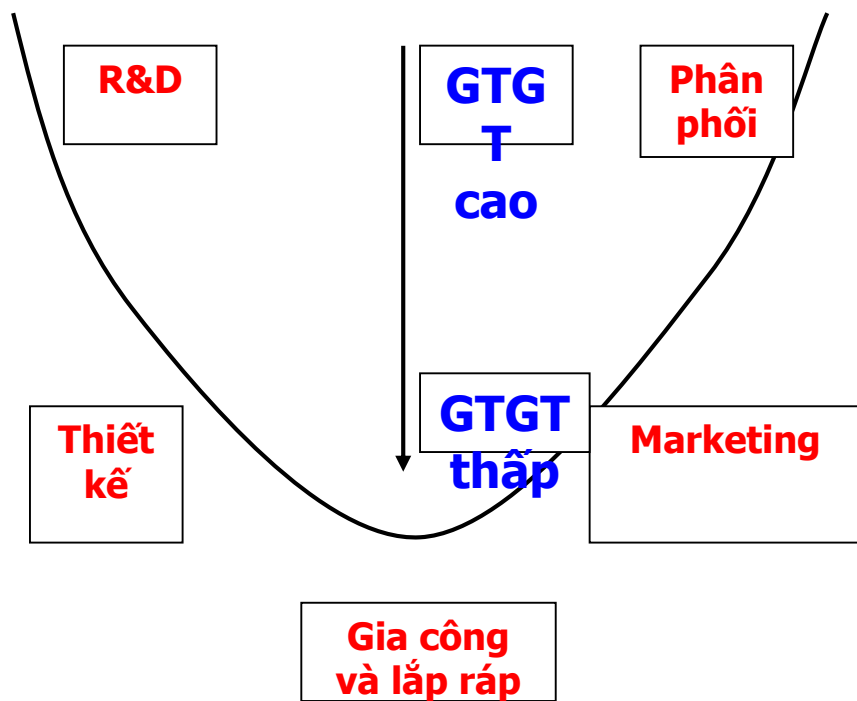 R&D
GTG
T
cao
Phân
phối
Thiết
kế
GTGT
thấp
Marketing
Gia công
và lắp ráp